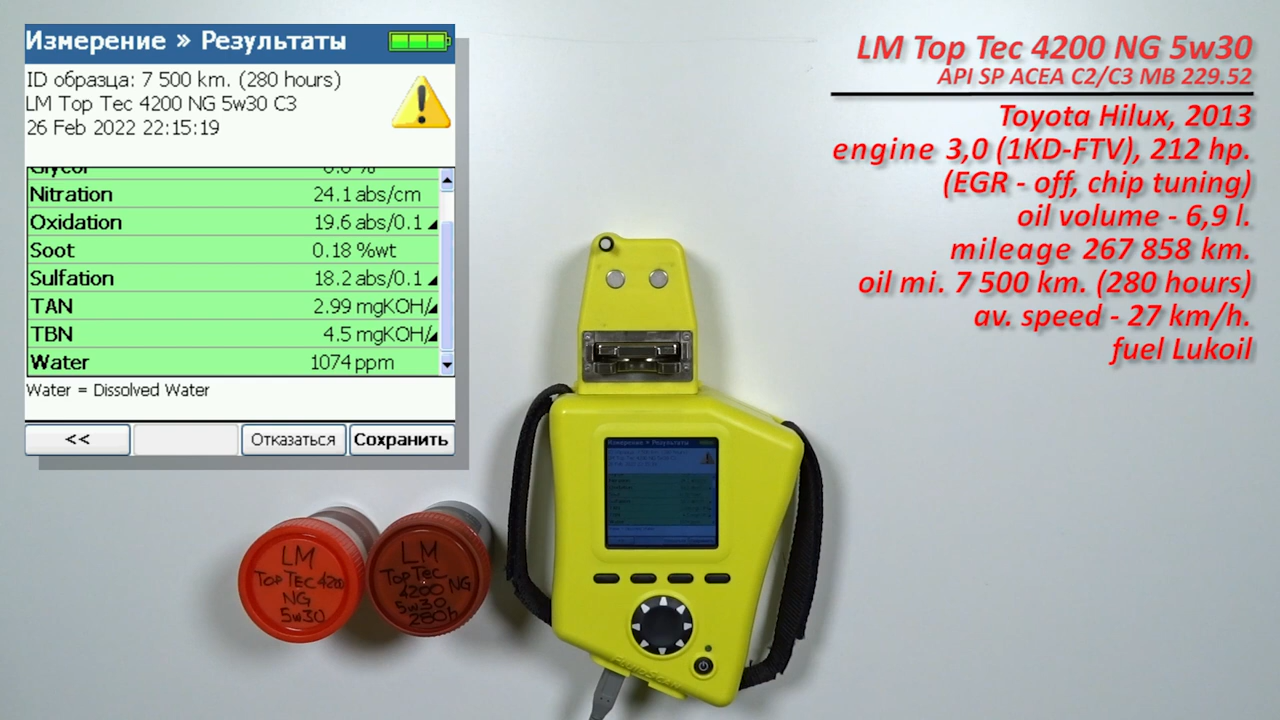 Измерение » Результаты
ID образца: 7 500 km. (280 hours)
LM Top Tec 4200 NG 5w30 C3
26 Feb 2022 22:15:19
Glycol 0.0 %
Nitration 24.1 abs/cm
Oxidation 19.6 abs/0.1
Soot 0.18 %wt
Sulfation 18.2 abs/0.1
TAN 2.99 mgKOH/
TBN 4.5 mgKOH/
Water 1074 ppm
Water = Dissolved Water
<< Отказаться Сохранить
LM Top Tec 4200 NG 5w30
API SP ACEA C2/C3 MB 229.52
Toyota Hilux, 2013
engine 3,0 (1KD-FTV), 212 hp.
(EGR - off, chip tuning)
oil volume - 6,9 l.
mileage 267 858 km.
oil mi. 7 500 km. (280 hours)
av. speed - 27 km/h.
fuel Lukoil
LM
Top Tec 4200
NG
5w30
LM
Top Tec
4200 NG
5w30
280h
Измерение » Результаты
FluidScan